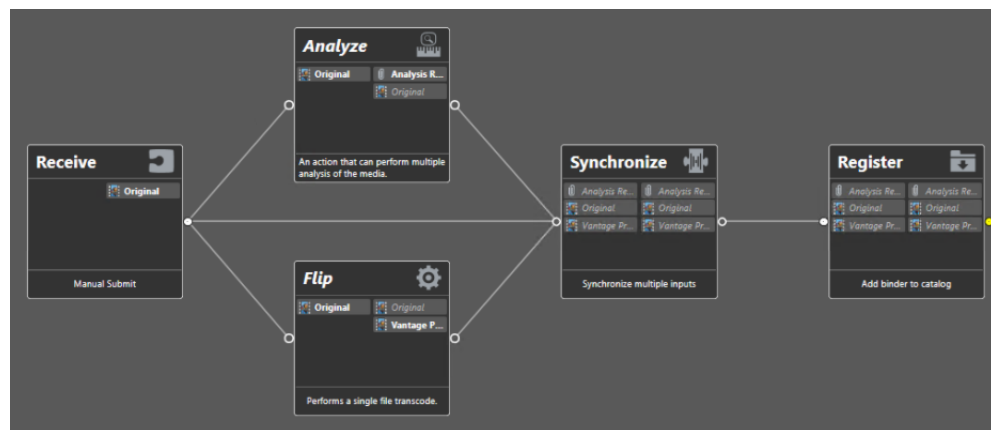 Analyze
Original
Analysis R...
Original
An action that can perform multiple
analysis of the media.
Receive
Original
Manual Submit
Flip
Original
Original
Vantage P...
Performs a single file transcode.
Synchronize
Analysis Re...
Analysis Re...
Original
Original
Vantage Pr...
Vantage Pr...
Synchronize multiple inputs
Register
Analysis Re...
Analysis Re...
Original
Original
Vantage Pr...
Vantage Pr...
Add binder to catalog